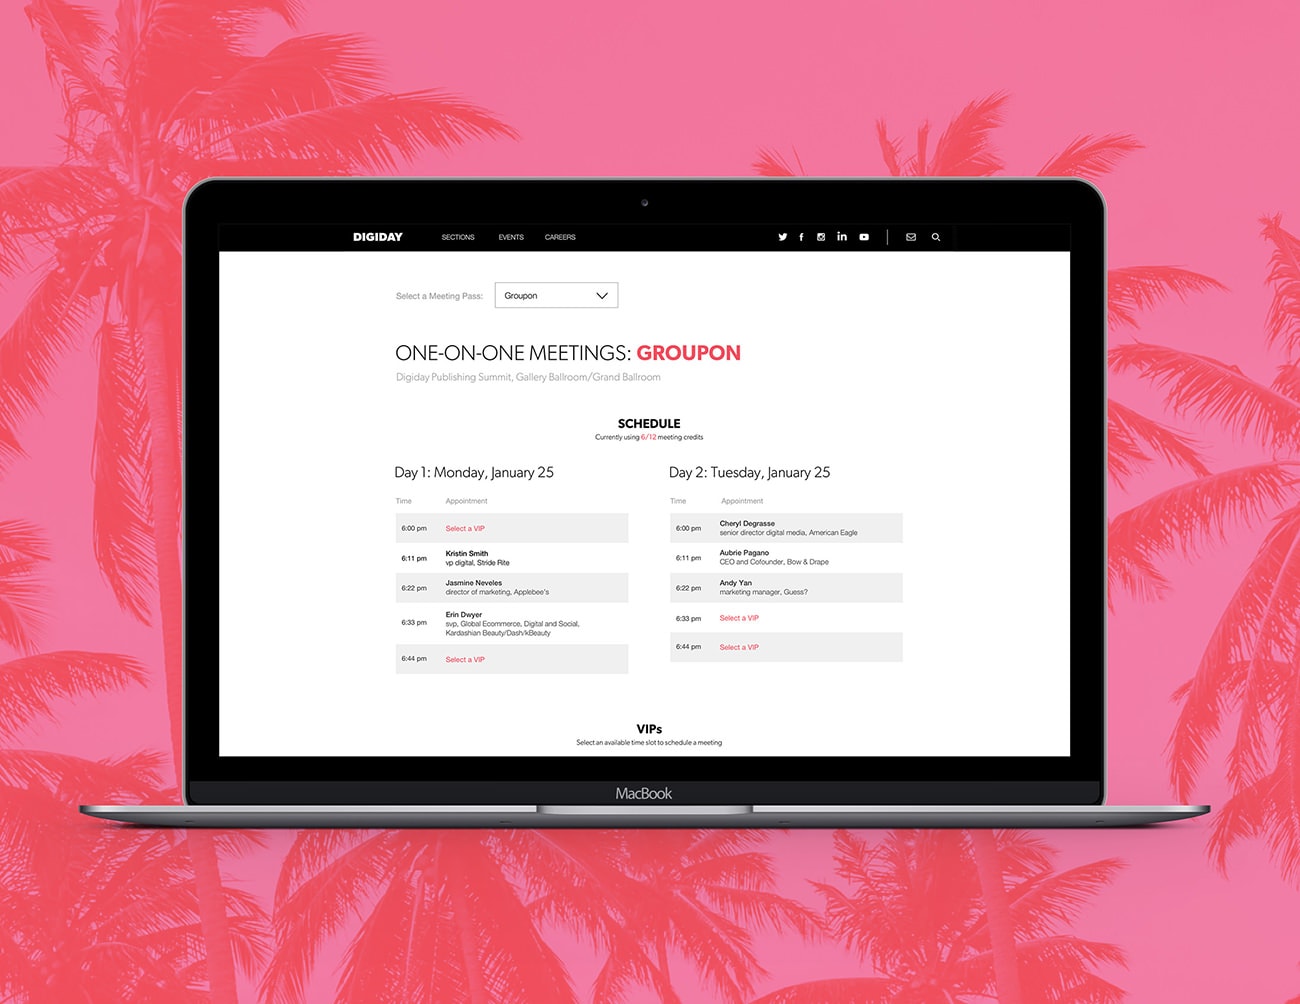 DIGIDAY
SECTIONS
EVENTS
CAREERS
Select a Meeting Pass:
Groupon
ONE-ON-ONE MEETINGS: GROUPON
Digiday Publishing Summit, Gallery Ballroom/Grand Ballroom
SCHEDULE
Currently using 6/12 meeting credits
Day 1: Monday, January 25
Time Appointment
6:00 pm Select a VIP
6:11 pm Kristin Smith
vp digital, Stride Rite
6:22 pm Jasmine Neveles
director of marketing, Applebee's
6:33 pm Erin Dwyer
svp, Global Ecommerce, Digital and Social,
Kardashian Beauty/Dash/kBeauty
6:44 pm Select a VIP
Day 2: Tuesday, January 25
Time Appointment
6:00 pm Cheryl Degrasse
senior director digital media, American Eagle
6:11 pm Aubrie Pagano
CEO and Cofounder, Bow & Drape
6:22 pm Andy Yan
marketing manager, Guess?
6:33 pm Select a VIP
6:44 pm Select a VIP
VIPs
Select an available time slot to schedule a meeting
MacBook